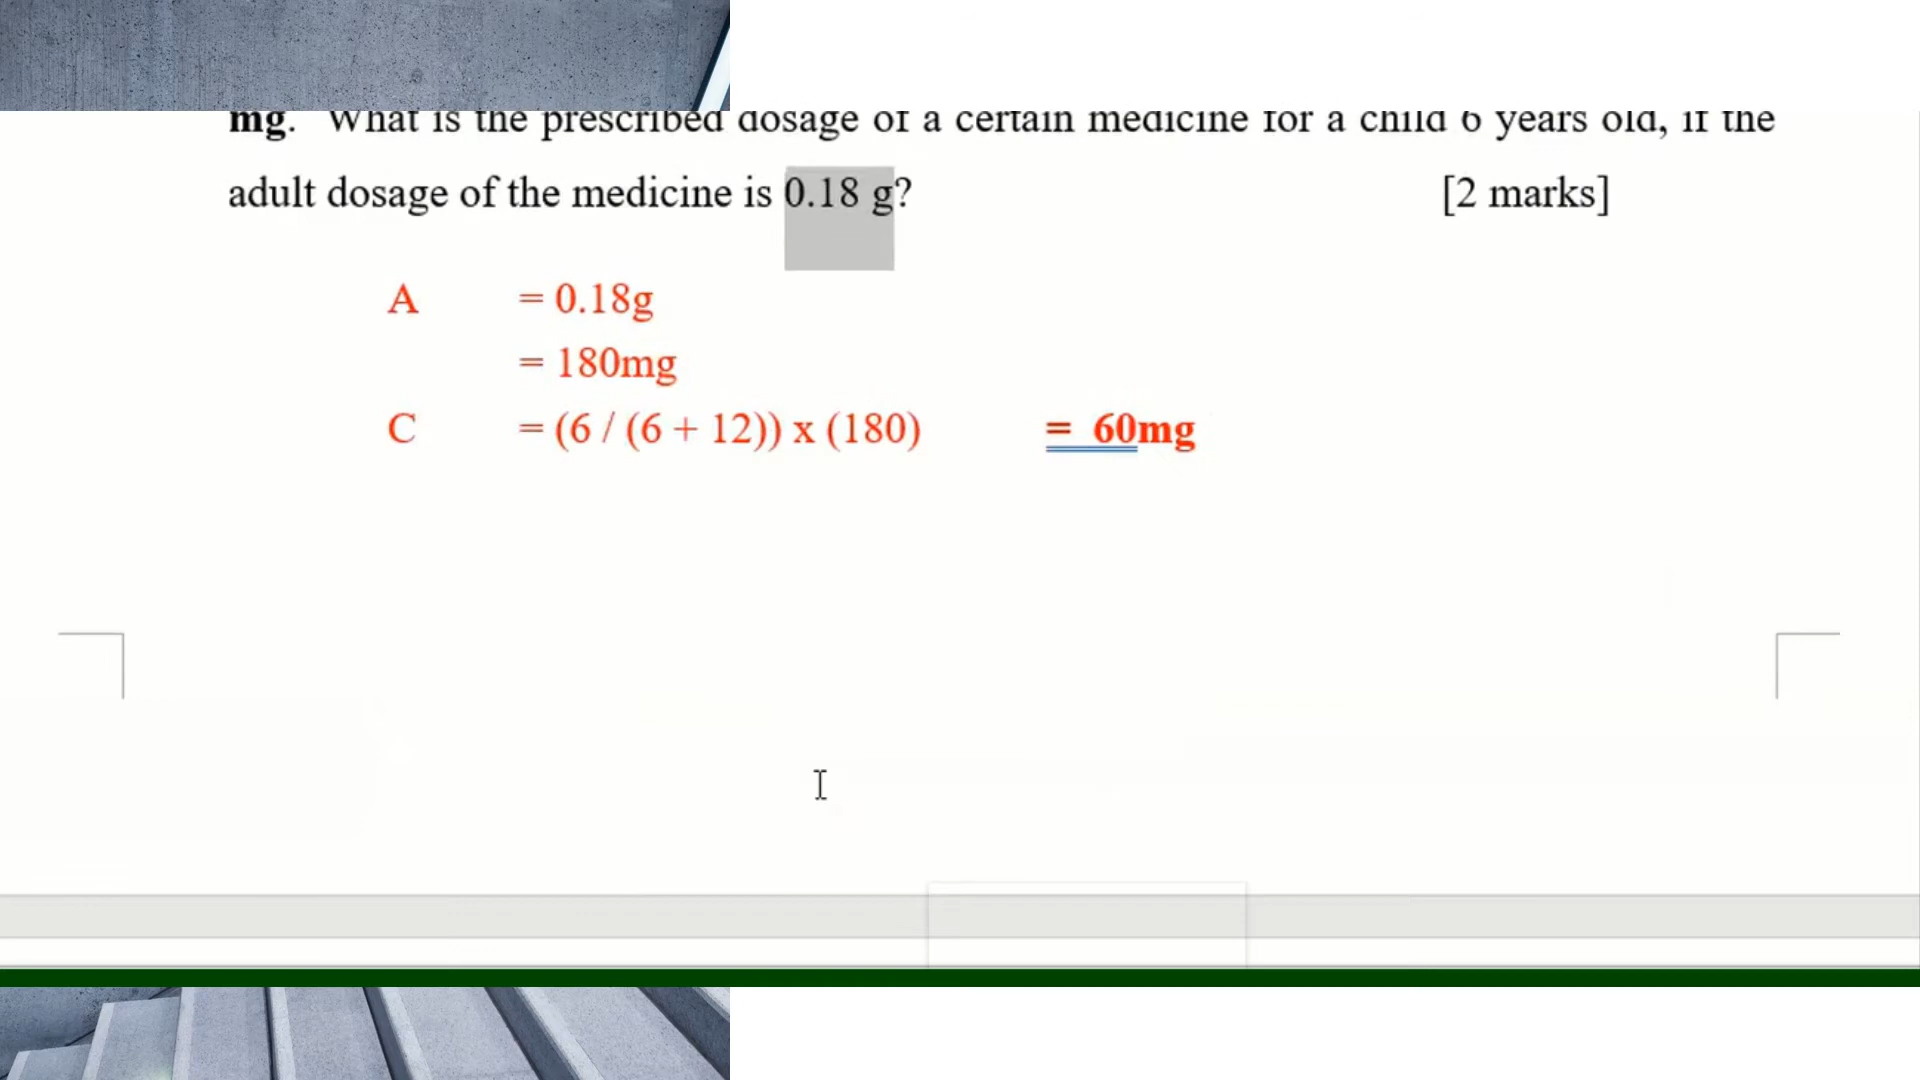 mg. What is the prescribed dosage of a certain medicine for a child 6 years old, if the
adult dosage of the medicine is 0.18 g? [2 marks]
A = 0.18g
= 180mg
C = (6 / (6 + 12)) x (180) = 60mg